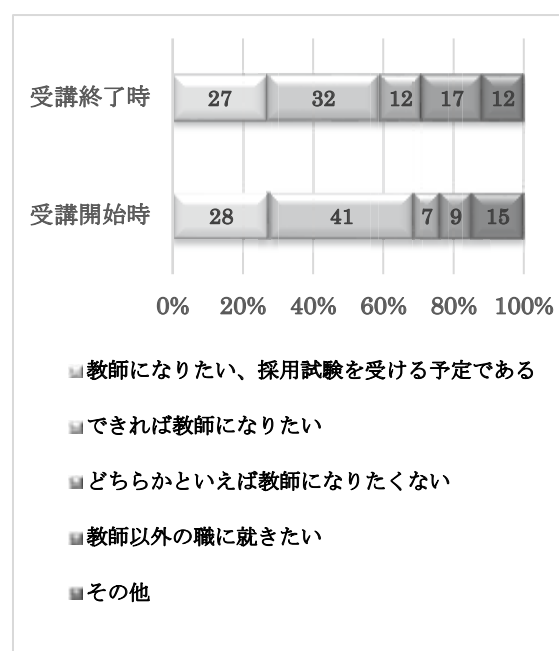 受講終了時
27 32 12 17 12
受講開始時
28 41 7 9 15
0% 20% 40% 60% 80% 100%
教師になりたい、採用試験を受ける予定である
できれば教師になりたい
どちらかといえば教師になりたくない
教師以外の職に就きたい
その他